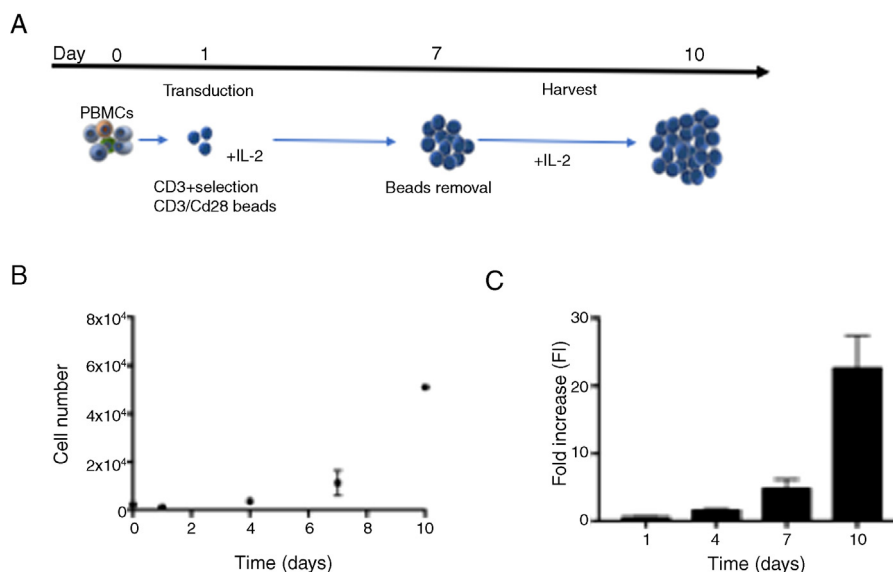 A
Day 0 1 7 10
Transduction Harvest
PBMCs
+IL-2 +IL-2
CD3+selection Beads removal
CD3/Cd28 beads
B
8x10⁴
6x10⁴
4x10⁴
2x10⁴
0
Cell number
0 2 4 6 8 10
Time (days)
C
30
20
10
0
Fold increase (FI)
1 4 7 10
Time (days)